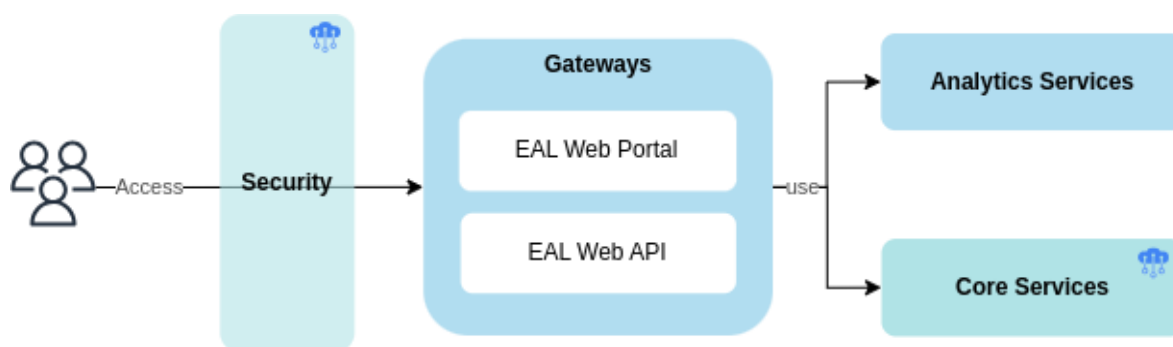 Access
Security
Gateways
EAL Web Portal
EAL Web API
use
Analytics Services
Core Services